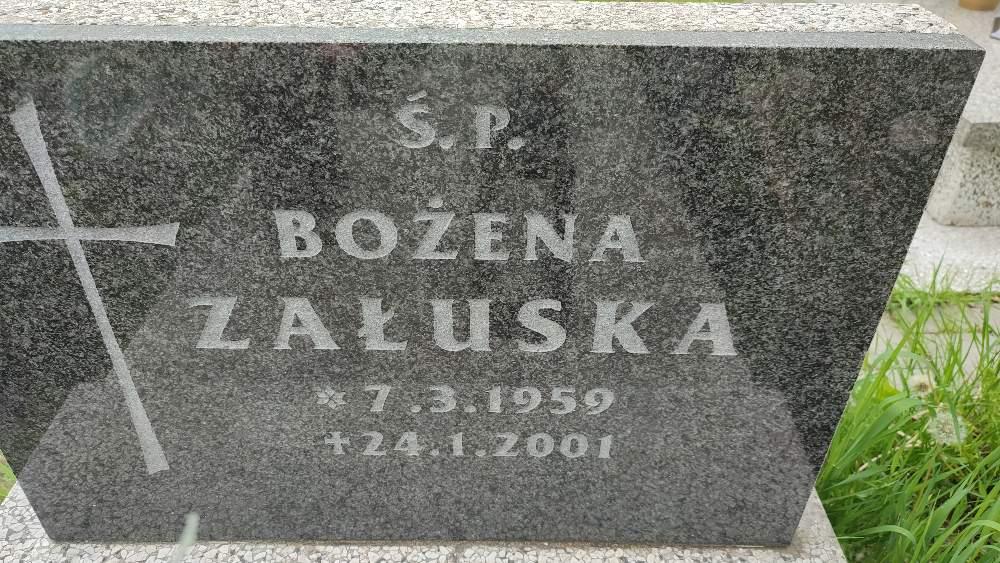 Ś. P.
BOŻENA
ZAŁUSKA
* 7.3.1959
+24.1.2001